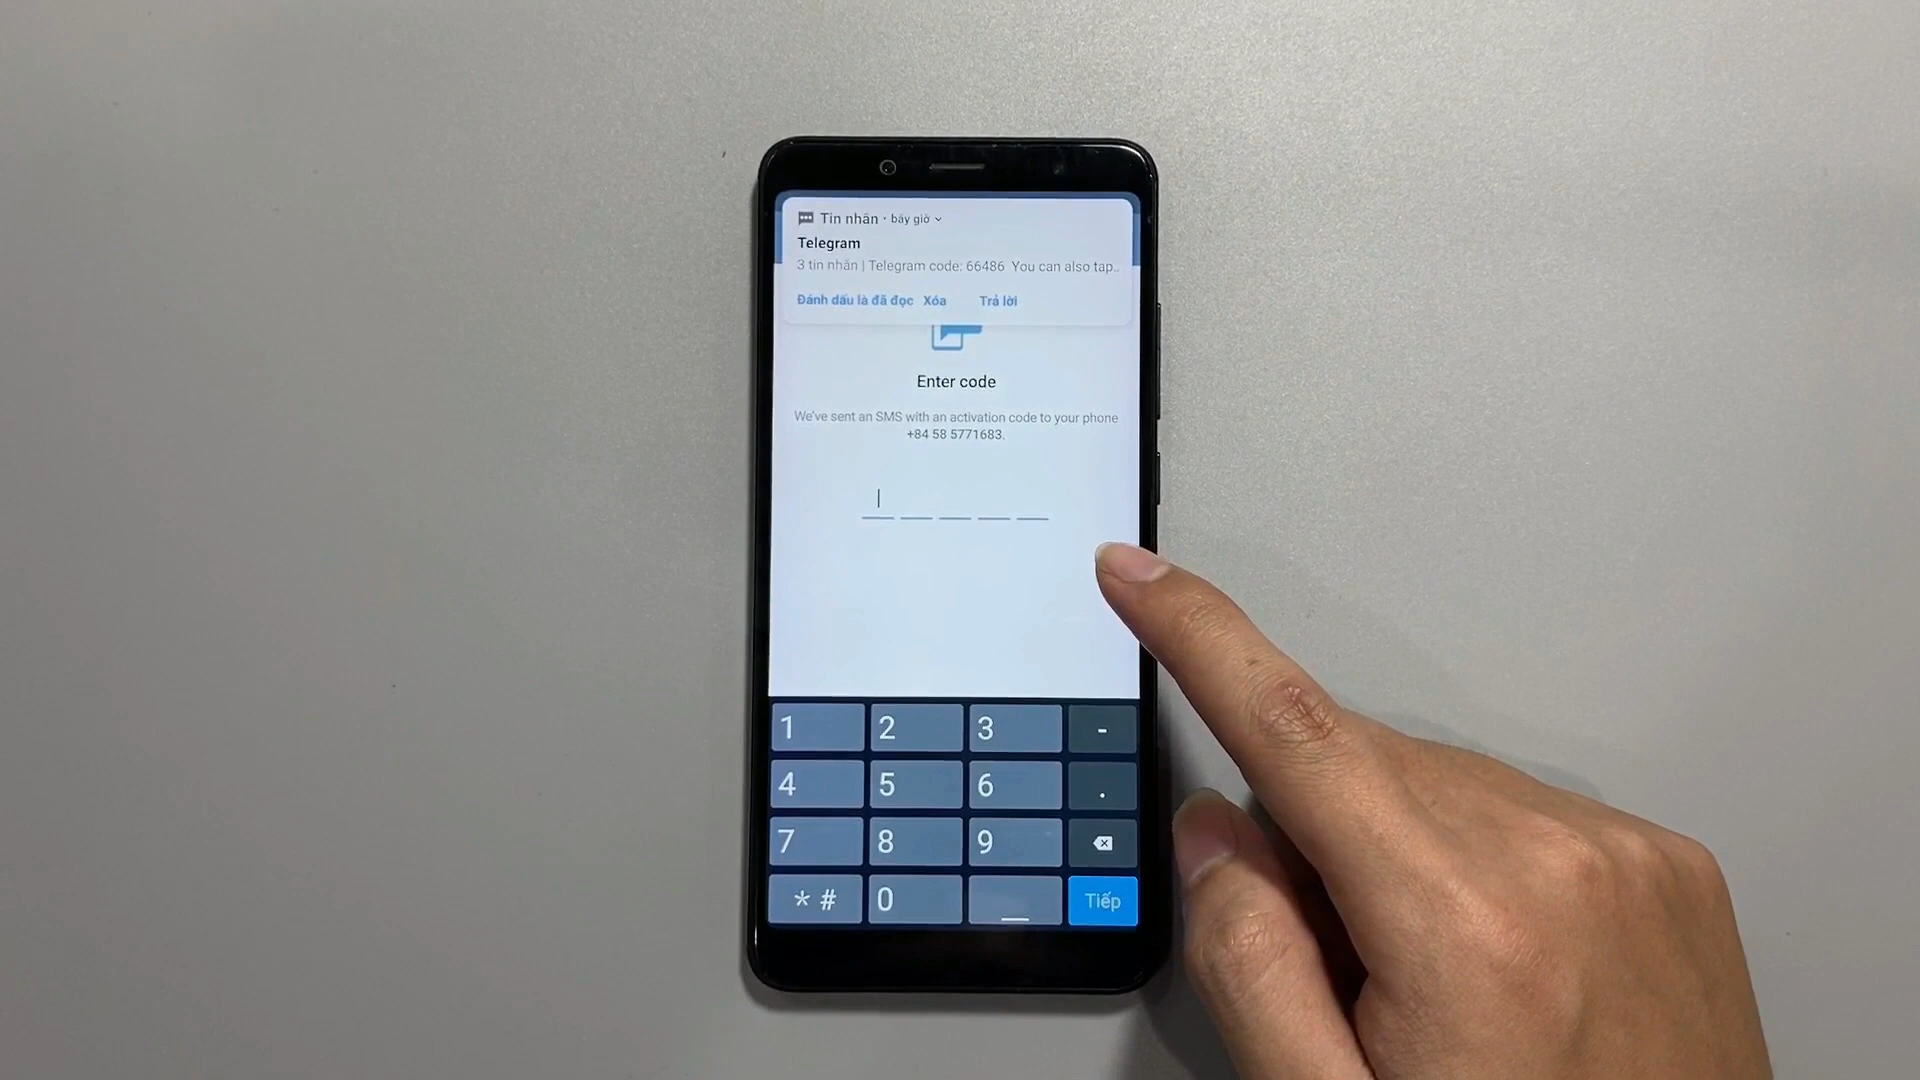 Tin nhắn · bây giờ
Telegram
3 tin nhắn | Telegram code: 66486 You can also tap..
Đánh dấu là đã đọc Xóa Trả lời
Enter code
We've sent an SMS with an activation code to your phone
+84 58 5771683.
1 2 3 -
4 5 6 .
7 8 9
* # 0 Tiếp